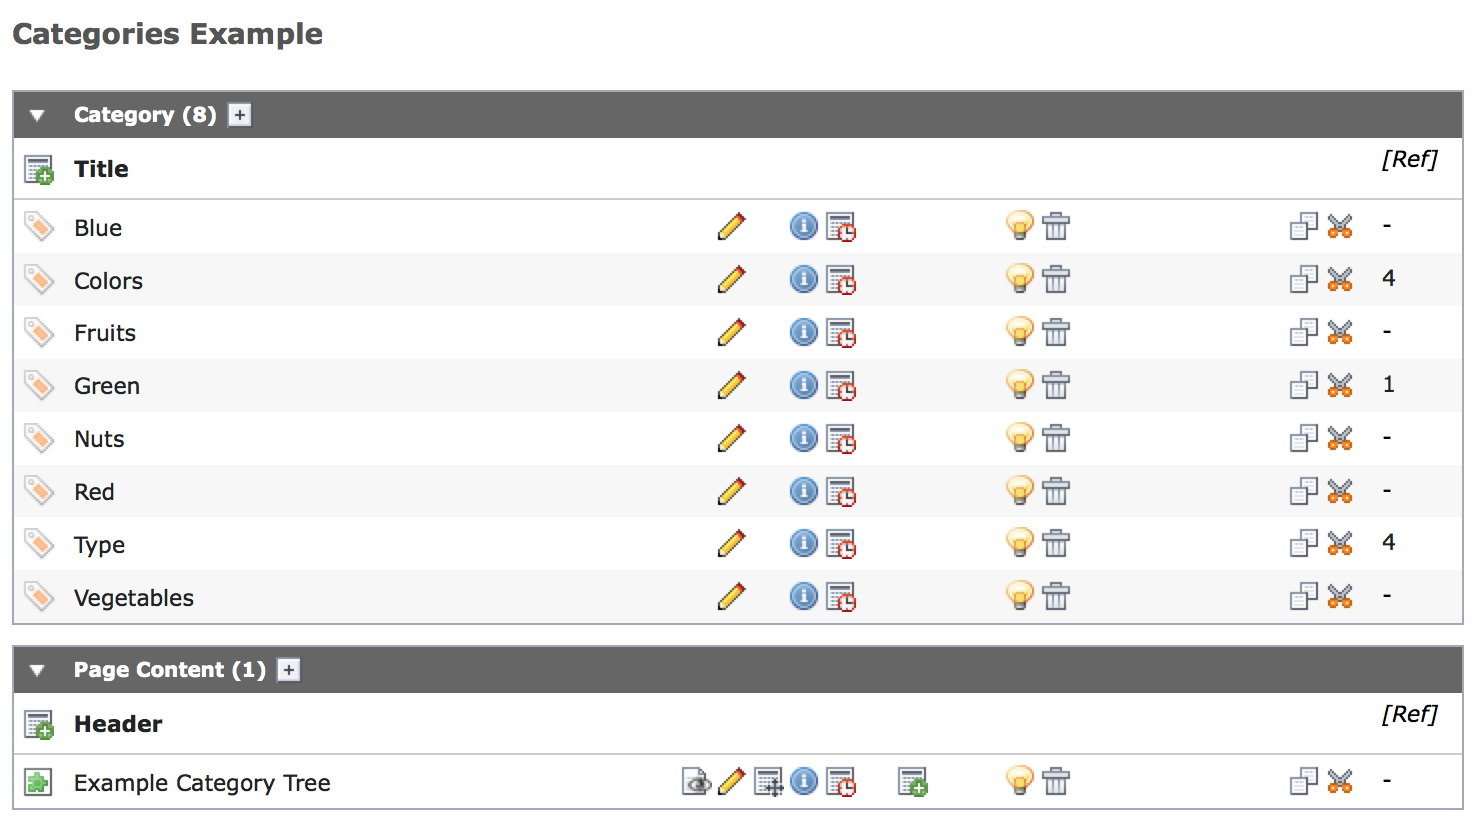 Categories Example
Category (8) +
Title [Ref]
Blue -
Colors 4
Fruits -
Green 1
Nuts -
Red -
Type 4
Vegetables -
Page Content (1) +
Header [Ref]
Example Category Tree -